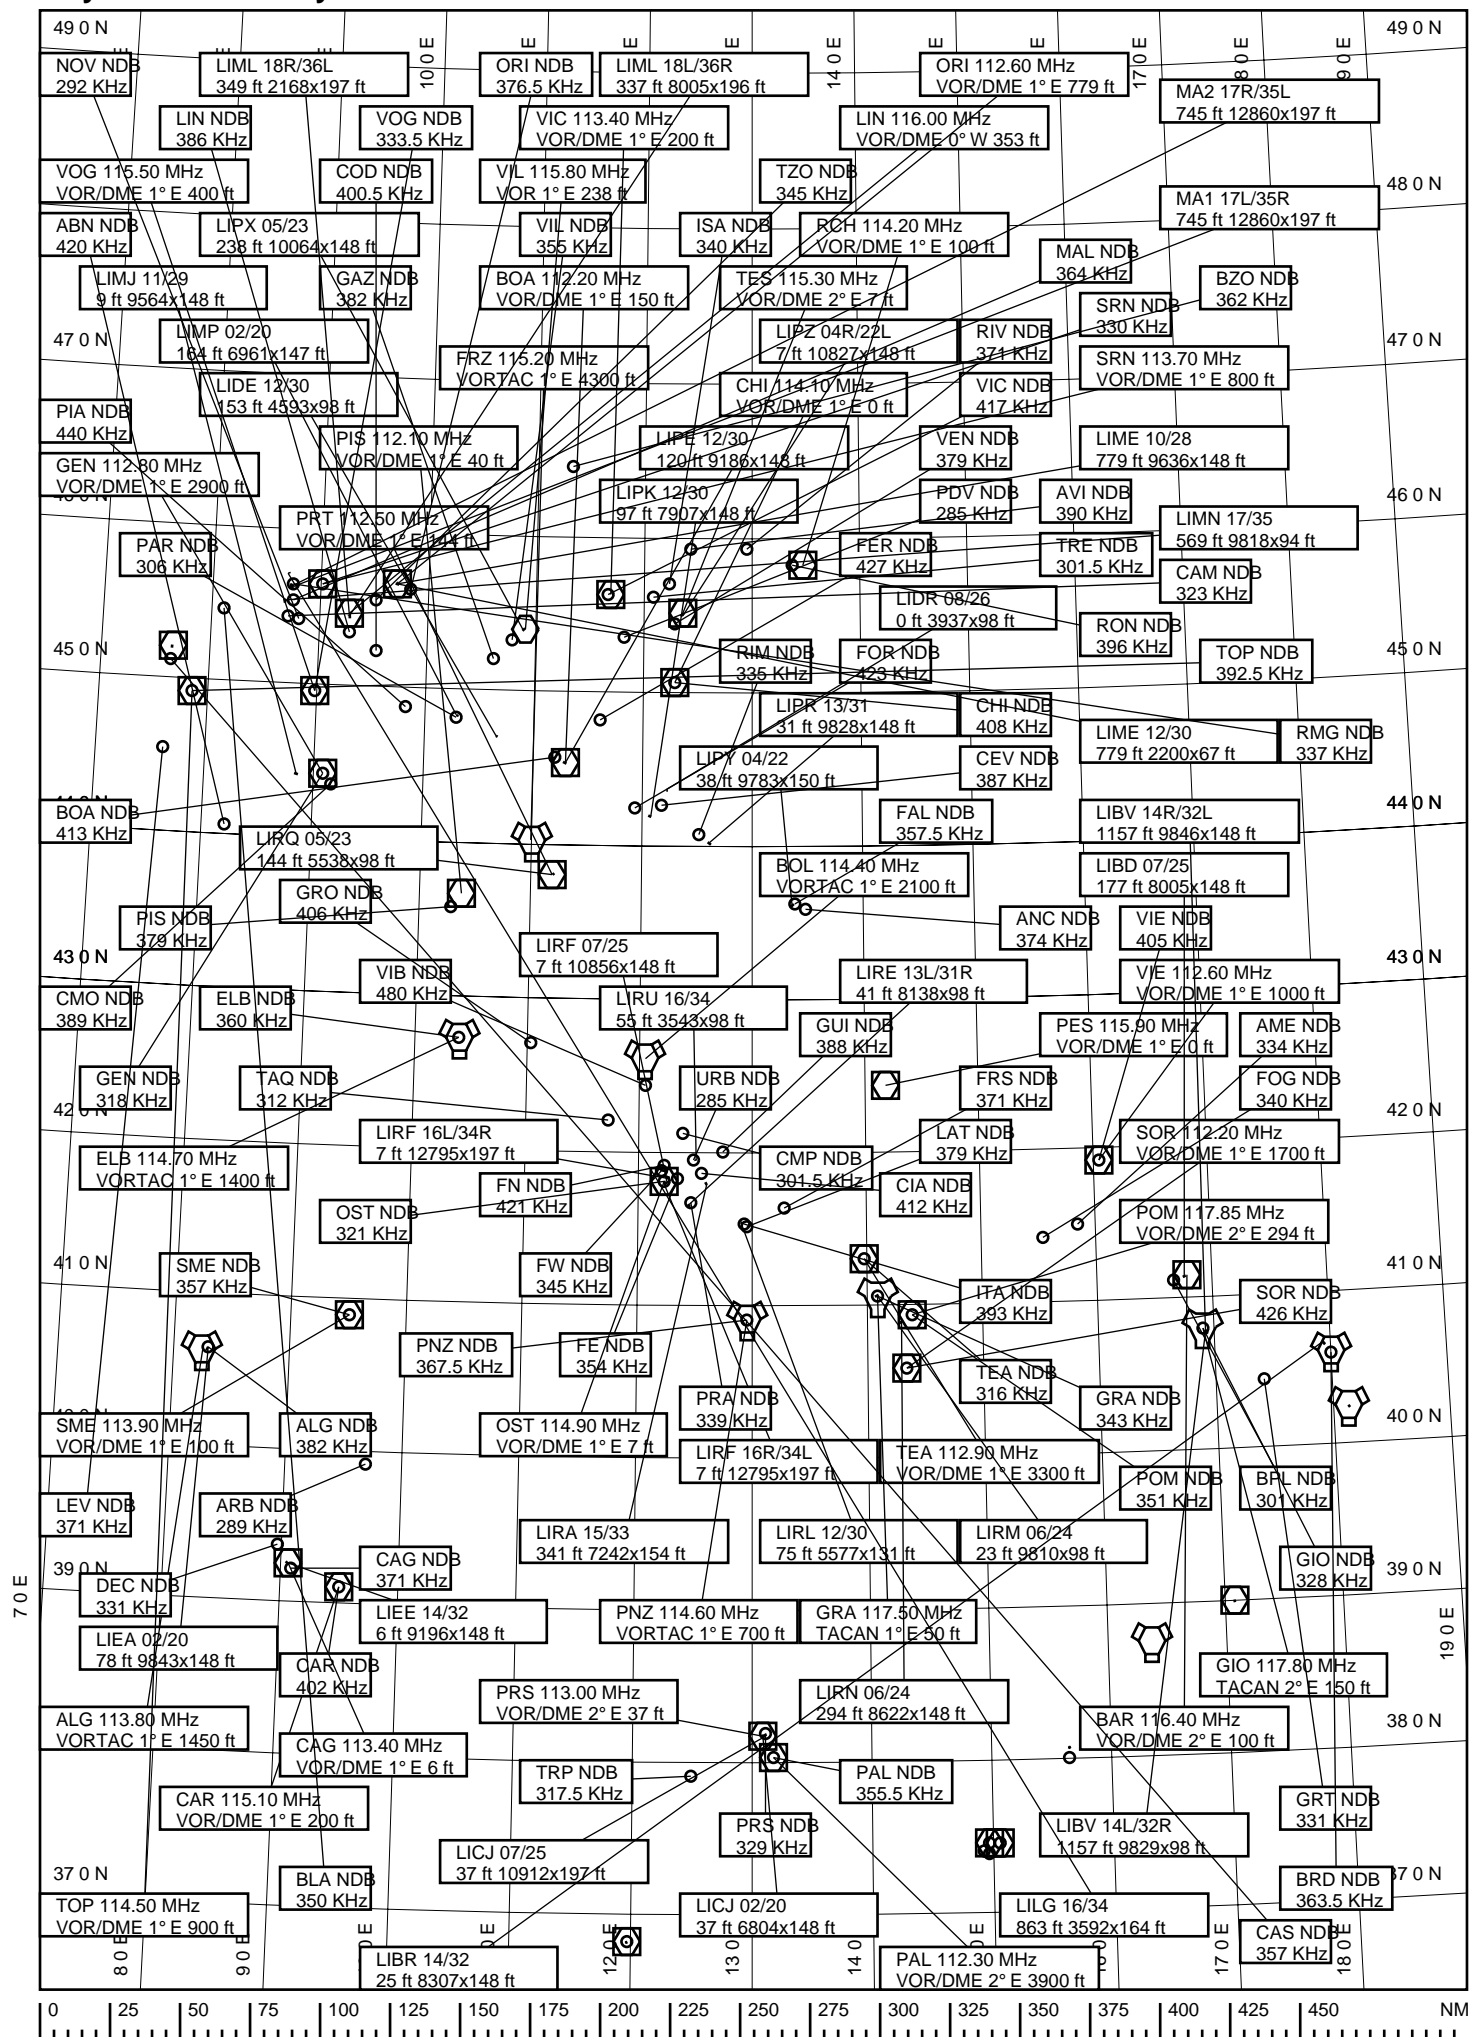 49 0 N
49 0 N
NOV NDB
292 KHz
LIML 18R/36L
349 ft 2168x197 ft
10 0 E
ORI NDB
376.5 KHz
LIML 18L/36R
337 ft 8005x196 ft
14 0 E
ORI 112.60 MHz
VOR/DME 1° E 779 ft
17 0 E
8 0 E
9 0 E
MA2 17R/35L
745 ft 12860x197 ft
LIN NDB
386 KHz
VOG NDB
333.5 KHz
VIC 113.40 MHz
VOR/DME 1° E 200 ft
LIN 116.00 MHz
VOR/DME 0° W 353 ft
VOG 115.50 MHz
VOR/DME 1° E 400 ft
COD NDB
400.5 KHz
VIL 115.80 MHz
VOR 1° E 238 ft
TZO NDB
345 KHz
48 0 N
MA1 17L/35R
745 ft 12860x197 ft
ABN NDB
420 KHz
LIPX 05/23
238 ft 10064x148 ft
VIL NDB
355 KHz
ISA NDB
340 KHz
RCH 114.20 MHz
VOR/DME 1° E 100 ft
MAL NDB
364 KHz
LIMJ 11/29
9 ft 9564x148 ft
GAZ NDB
382 KHz
BOA 112.20 MHz
VOR/DME 1° E 150 ft
TES 115.30 MHz
VOR/DME 2° E 7 ft
BZO NDB
362 KHz
SRN NDB
330 KHz
47 0 N
LIMP 02/20
164 ft 6961x147 ft
FRZ 115.20 MHz
VORTAC 1° E 4300 ft
LIPZ 04R/22L
7 ft 10827x148 ft
RIV NDB
371 KHz
47 0 N
SRN 113.70 MHz
VOR/DME 1° E 800 ft
LIDE 12/30
153 ft 4593x98 ft
CHI 114.10 MHz
VOR/DME 1° E 0 ft
VIC NDB
417 KHz
PIA NDB
440 KHz
PIS 112.10 MHz
VOR/DME 1° E 40 ft
LIPE 12/30
120 ft 9186x148 ft
VEN NDB
379 KHz
LIME 10/28
779 ft 9636x148 ft
GEN 112.80 MHz
VOR/DME 1° E 2900 ft
LIPK 12/30
97 ft 7907x148 ft
PDV NDB
285 KHz
AVI NDB
390 KHz
46 0 N
PRT 112.50 MHz
VOR/DME 1° E 144 ft
LIMN 17/35
569 ft 9818x94 ft
PAR NDB
306 KHz
FER NDB
427 KHz
TRE NDB
301.5 KHz
CAM NDB
323 KHz
LIDR 08/26
0 ft 3937x98 ft
RON NDB
396 KHz
45 0 N
RIM NDB
335 KHz
FOR NDB
423 KHz
TOP NDB
392.5 KHz
45 0 N
LIPR 13/31
31 ft 9828x148 ft
CHI NDB
408 KHz
LIME 12/30
779 ft 2200x67 ft
RMG NDB
337 KHz
LIPY 04/22
38 ft 9783x150 ft
CEV NDB
387 KHz
BOA NDB
413 KHz
FAL NDB
357.5 KHz
LIBV 14R/32L
1157 ft 9846x148 ft
44 0 N
LIRQ 05/23
144 ft 5538x98 ft
BOL 114.40 MHz
VORTAC 1° E 2100 ft
LIBD 07/25
177 ft 8005x148 ft
GRO NDB
406 KHz
PIS NDB
379 KHz
ANC NDB
374 KHz
VIE NDB
405 KHz
43 0 N
LIRF 07/25
7 ft 10856x148 ft
43 0 N
VIB NDB
480 KHz
LIRE 13L/31R
41 ft 8138x98 ft
VIE 112.60 MHz
VOR/DME 1° E 1000 ft
CMO NDB
389 KHz
ELB NDB
360 KHz
LIRU 16/34
55 ft 3543x98 ft
GUI NDB
388 KHz
PES 115.90 MHz
VOR/DME 1° E 0 ft
AME NDB
334 KHz
GEN NDB
318 KHz
TAQ NDB
312 KHz
URB NDB
285 KHz
FRS NDB
371 KHz
FOG NDB
340 KHz
42 0 N
42 0 N
LIRF 16L/34R
7 ft 12795x197 ft
LAT NDB
379 KHz
SOR 112.20 MHz
VOR/DME 1° E 1700 ft
ELB 114.70 MHz
VORTAC 1° E 1400 ft
CMP NDB
301.5 KHz
FN NDB
421 KHz
CIA NDB
412 KHz
OST NDB
321 KHz
POM 117.85 MHz
VOR/DME 2° E 294 ft
41 0 N
SME NDB
357 KHz
FW NDB
345 KHz
41 0 N
ITA NDB
393 KHz
SOR NDB
426 KHz
PNZ NDB
367.5 KHz
FE NDB
354 KHz
TEA NDB
316 KHz
PRA NDB
339 KHz
GRA NDB
343 KHz
SME 113.90 MHz
VOR/DME 1° E 100 ft
ALG NDB
382 KHz
OST 114.90 MHz
VOR/DME 1° E 7 ft
40 0 N
LIRF 16R/34L
7 ft 12795x197 ft
TEA 112.90 MHz
VOR/DME 1° E 3300 ft
POM NDB
351 KHz
BPL NDB
301 KHz
LEV NDB
371 KHz
ARB NDB
289 KHz
LIRA 15/33
341 ft 7242x154 ft
LIRL 12/30
75 ft 5577x131 ft
LIRM 06/24
23 ft 9810x98 ft
39 0 N
CAG NDB
371 KHz
GIO NDB
328 KHz
39 0 N
7 0 E
DEC NDB
331 KHz
LIEE 14/32
6 ft 9196x148 ft
PNZ 114.60 MHz
VORTAC 1° E 700 ft
GRA 117.50 MHz
TACAN 1° E 50 ft
19 0 E
LIEA 02/20
78 ft 9843x148 ft
CAR NDB
402 KHz
GIO 117.80 MHz
TACAN 2° E 150 ft
PRS 113.00 MHz
VOR/DME 2° E 37 ft
LIRN 06/24
294 ft 8622x148 ft
ALG 113.80 MHz
VORTAC 1° E 1450 ft
BAR 116.40 MHz
VOR/DME 2° E 100 ft
38 0 N
CAG 113.40 MHz
VOR/DME 1° E 6 ft
TRP NDB
317.5 KHz
PAL NDB
355.5 KHz
CAR 115.10 MHz
VOR/DME 1° E 200 ft
GRT NDB
331 KHz
PRS NDB
329 KHz
LIBV 14L/32R
1157 ft 9829x98 ft
LICJ 07/25
37 ft 10912x197 ft
37 0 N
BLA NDB
350 KHz
BRD NDB
363.5 KHz
37 0 N
TOP 114.50 MHz
VOR/DME 1° E 900 ft
LICJ 02/20
37 ft 6804x148 ft
LILG 16/34
863 ft 3592x164 ft
8 0 E
9 0 E
12 0 E
13 0
14 0
17 0 E
18 0 E
CAS NDB
357 KHz
LIBR 14/32
25 ft 8307x148 ft
PAL 112.30 MHz
VOR/DME 2° E 3900 ft
0 25 50 75 100 125 150 175 200 225 250 275 300 325 350 375 400 425 450 NM